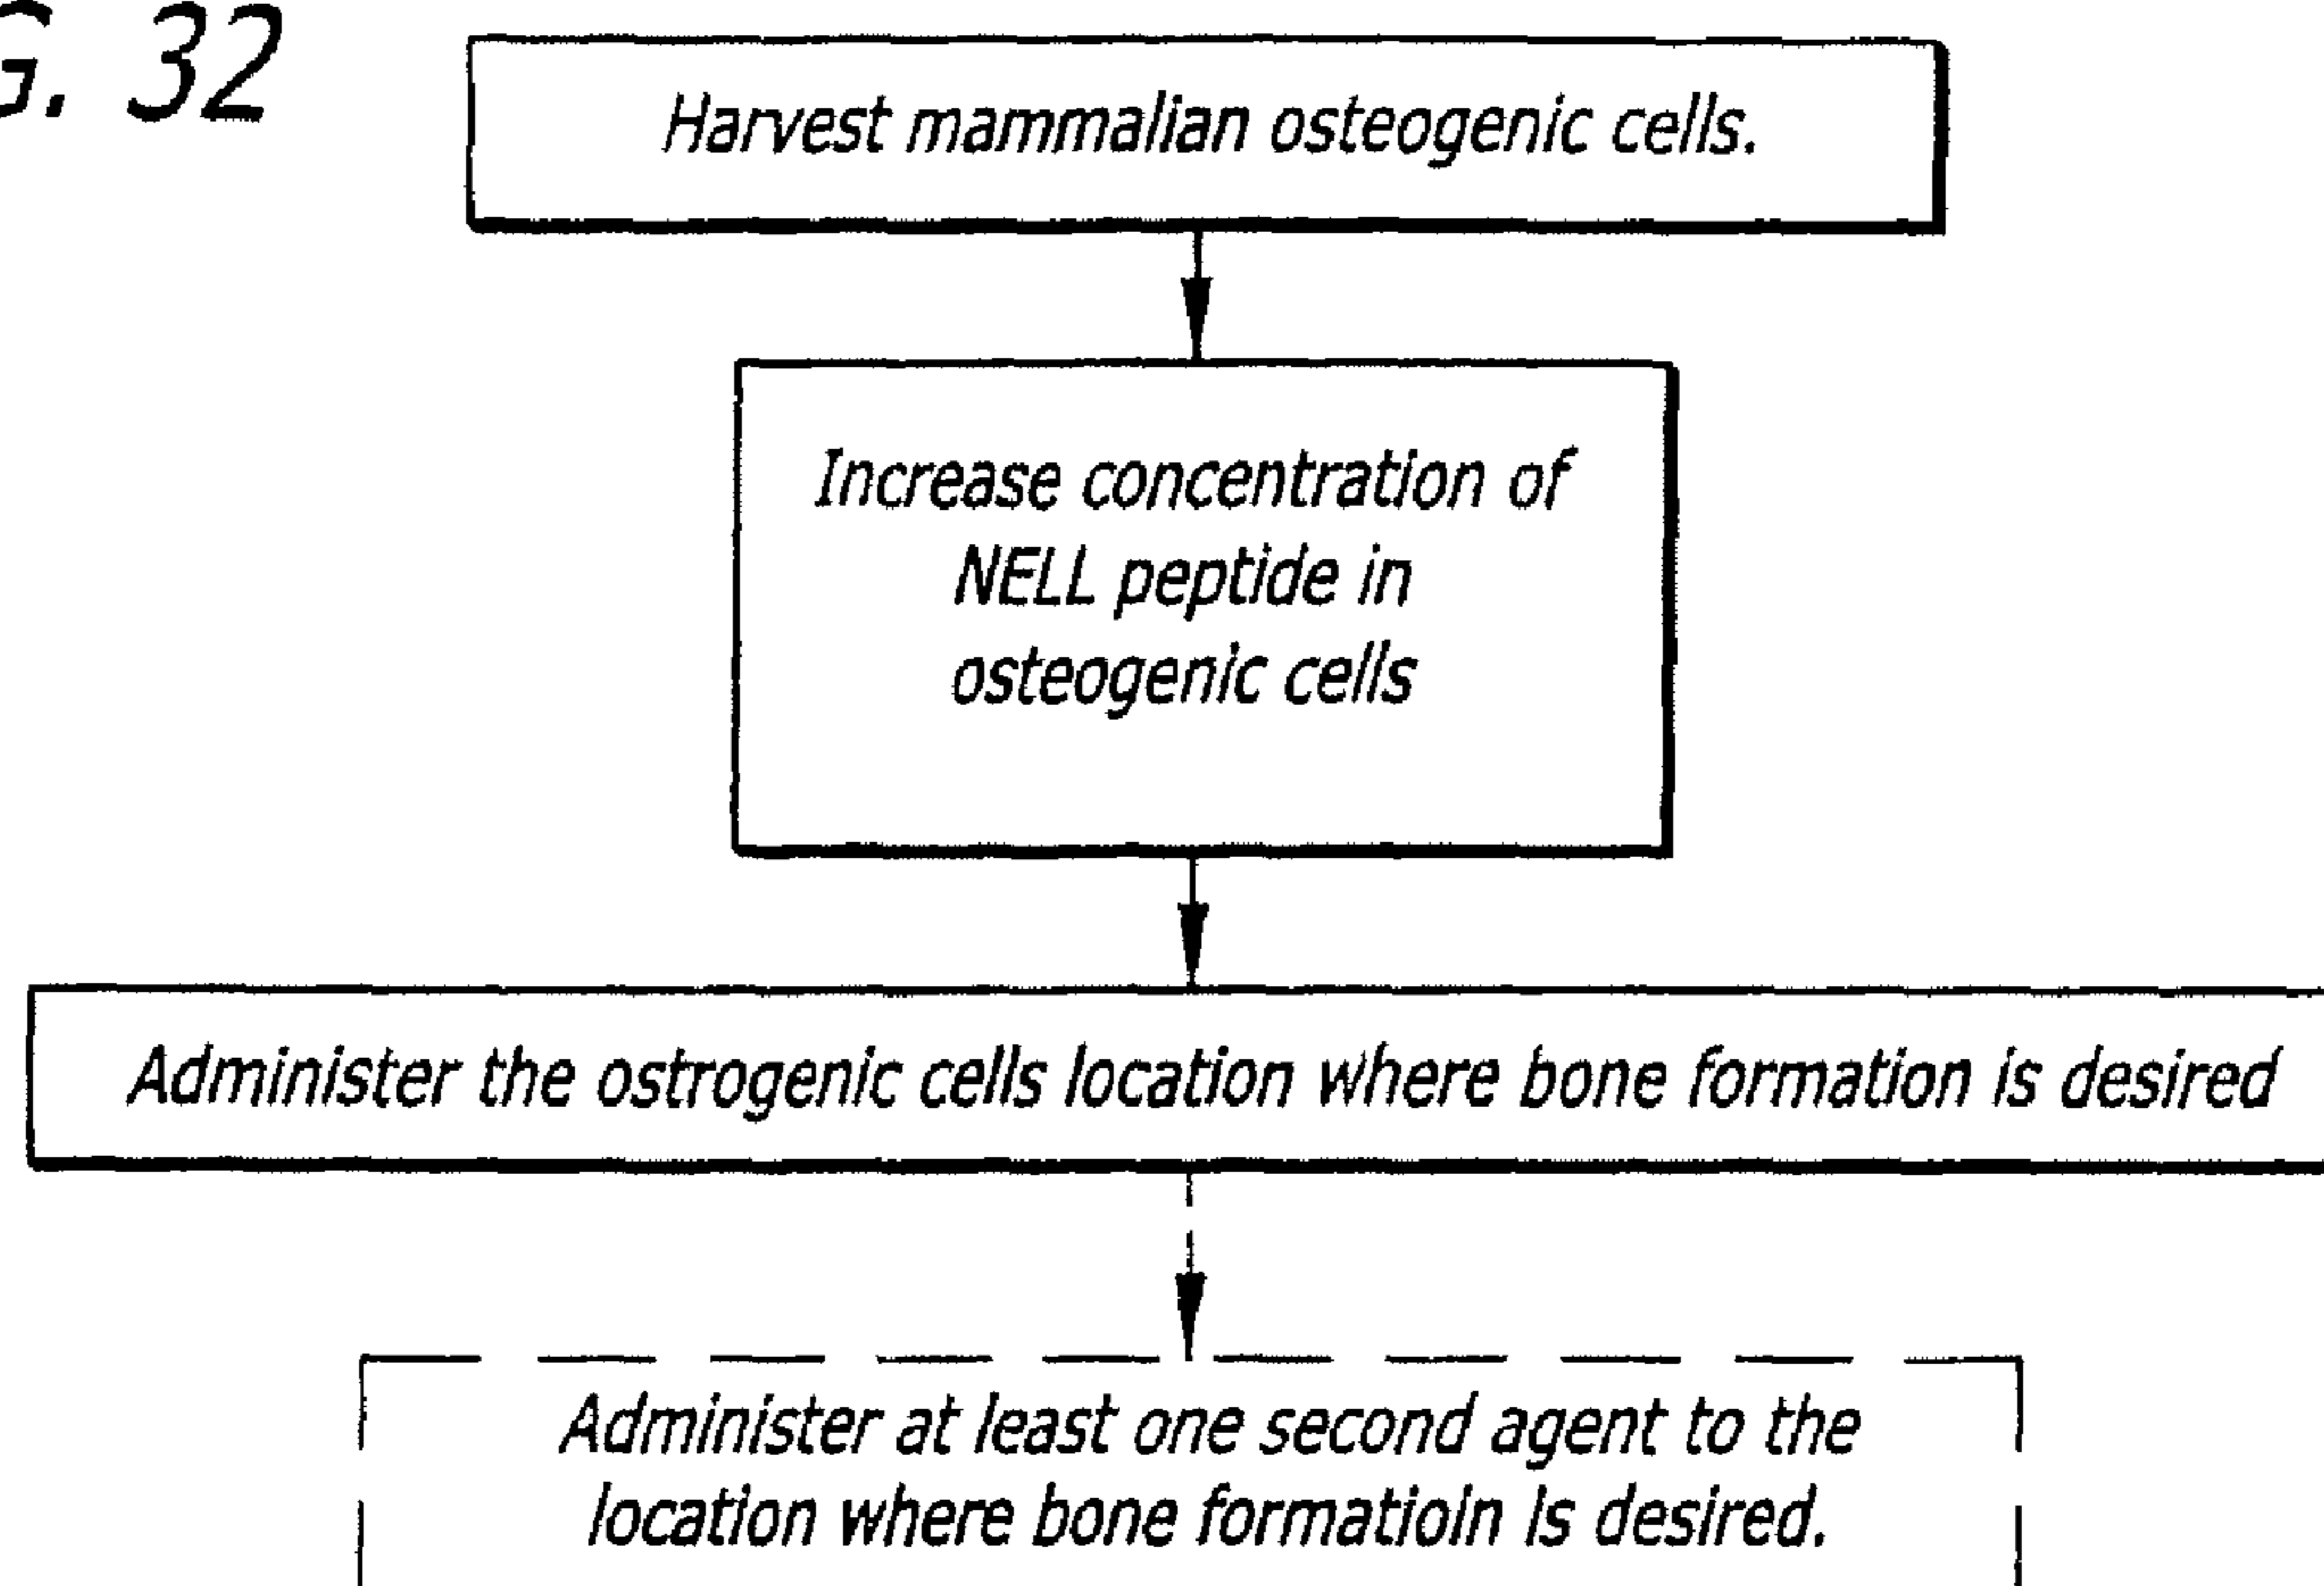 G. 32
Harvest mammalian osteogenic cells.
Increase concentration of
NELL peptide in
osteogenic cells
Administer the ostrogenic cells location where bone formation is desired
Administer at least one second agent to the
location where bone formatioin is desired.